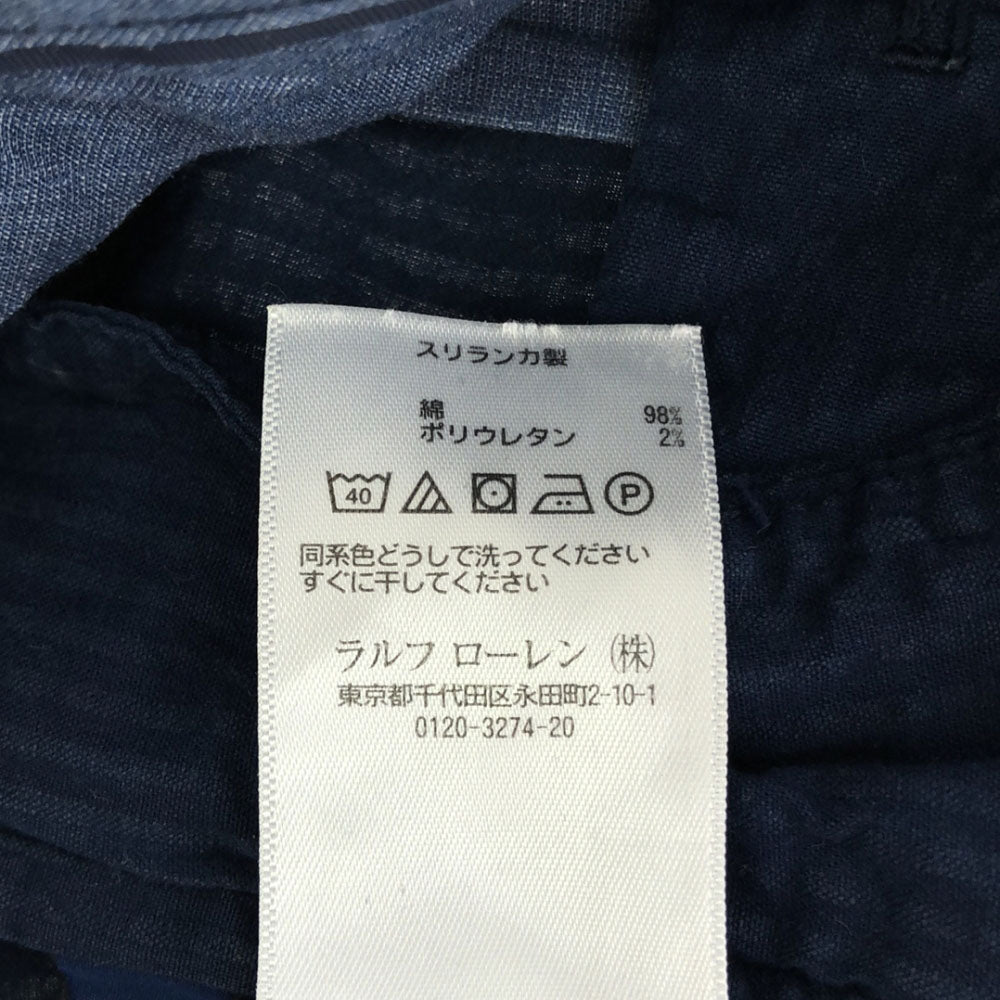 スリランカ製
綿 98%
ポリウレタン 2%
40 P
同系色どうしで洗ってください
すぐに干してください
ラルフ ローレン (株)
東京都千代田区永田町2-10-1
0120-3274-20